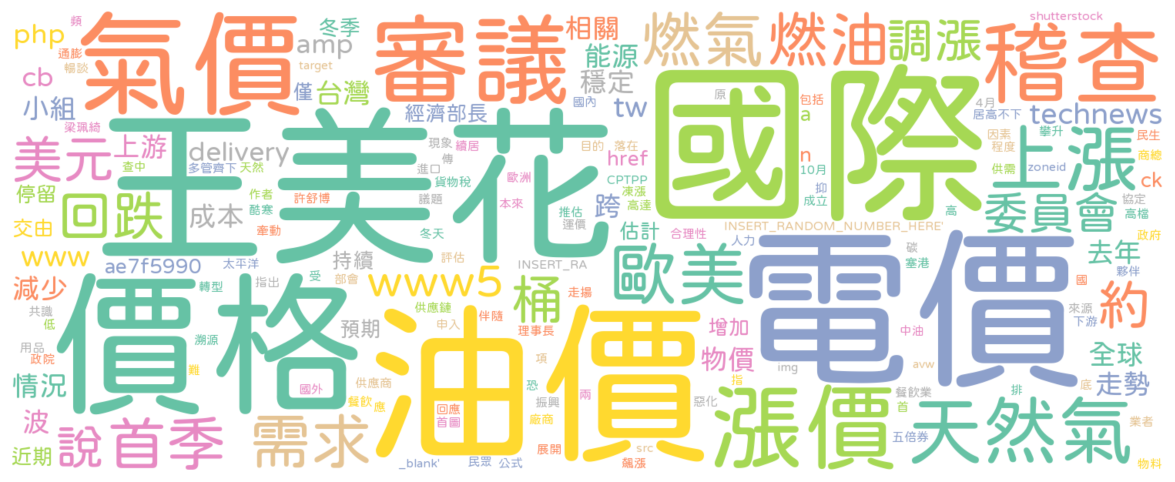 頻
php
通膨
暢談
cb
小組
氣價
審議
冬季
amp
target
僅
台灣
相關
能源
穩定
燃氣
燃油
調漲
shutterstock
稽查
tw
國內
經濟部長
國際
原
包括
a
4月
居高不下
technews
因素
程度
攀升
民生
梁珮綺
美元
上游
查中
delivery
多管齊下
天然
王美花
現象
續居
進口
傳
貨物稅
議題
歐洲
目的
落在
href
CPTPP
凍漲
高達
n
10月
抑
成立
供需
zoneid
上漲
商總
ck
停留
回跌
作者
酷寒
牽動
成本
許舒博
本來
推估
運價
跨
估計
合理性
高
委員會
協定
高檔
交由
冬天
INSERT_RANDOM_NUMBER_HERE'
政府
www
ae7f5990
太平洋
持續
評估
INSERT_RA
歐美
人力
電價
碳
塞港
去年
夥伴
減少
轉型
指出
受
部會
www5
桶
走揚
國
約
共識
低
價格
溯源
預期
供應鏈
申入
伴隨
理事長
油價
增加
物價
中油
來源
下游
用品
政院
難
國外
供應商
餐飲
應
項
恐
兩
img
avw
指
全球
情況
振興
惡化
餐飲業
首
底
走勢
排
波
說
首季
需求
回應
首圖
廠商
漲價
五倍券
天然氣
業者
近期
_blank'
民眾
公式
展開
src
飆漲
物料